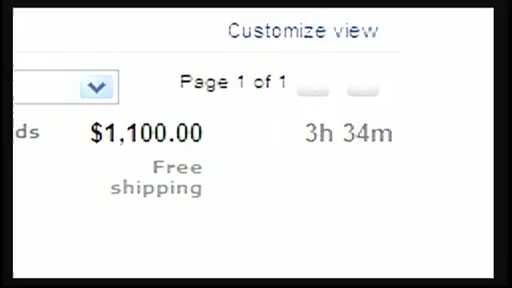 Customize view
Page 1 of 1
ds $1,100.00 3h 34m
Free
shipping